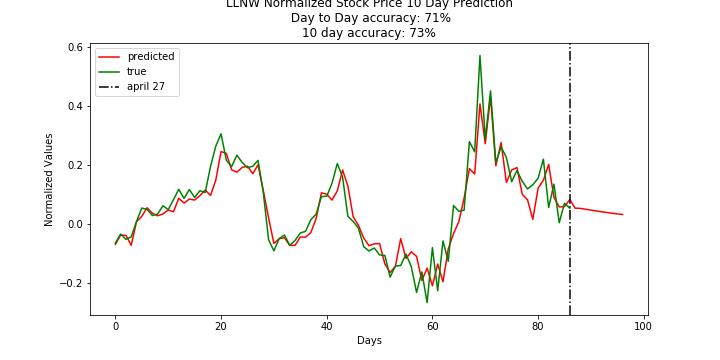 LLNW Normalized Stock Price 10 Day Prediction
Day to Day accuracy: 71%
10 day accuracy: 73%
predicted
true
april 27
Normalized Values
0.6
0.4
0.2
0.0
−0.2
0
20
40
60
80
100
Days